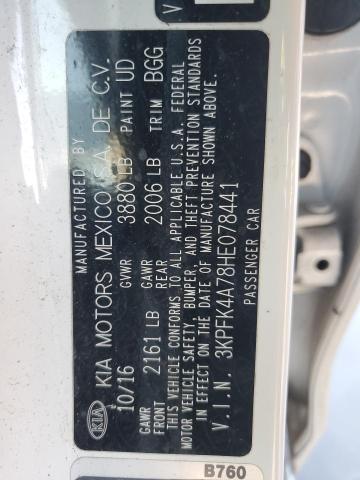 MANUFACTURED BY
KIA KIA MOTORS MEXICO S.A. DE C.V.
10/16 GVWR 3880 LB PAINT UD
GAWR FRONT 2161 LB GAWR REAR 2006 LB TRIM BGG
THIS VEHICLE CONFORMS TO ALL APPLICABLE U.S.A. FEDERAL
MOTOR VEHICLE SAFETY, BUMPER, AND THEFT PREVENTION STANDARDS
IN EFFECT ON THE DATE OF MANUFACTURE SHOWN ABOVE.
V.I.N. 3KPFK4A78HE078441
PASSENGER CAR
B760
V